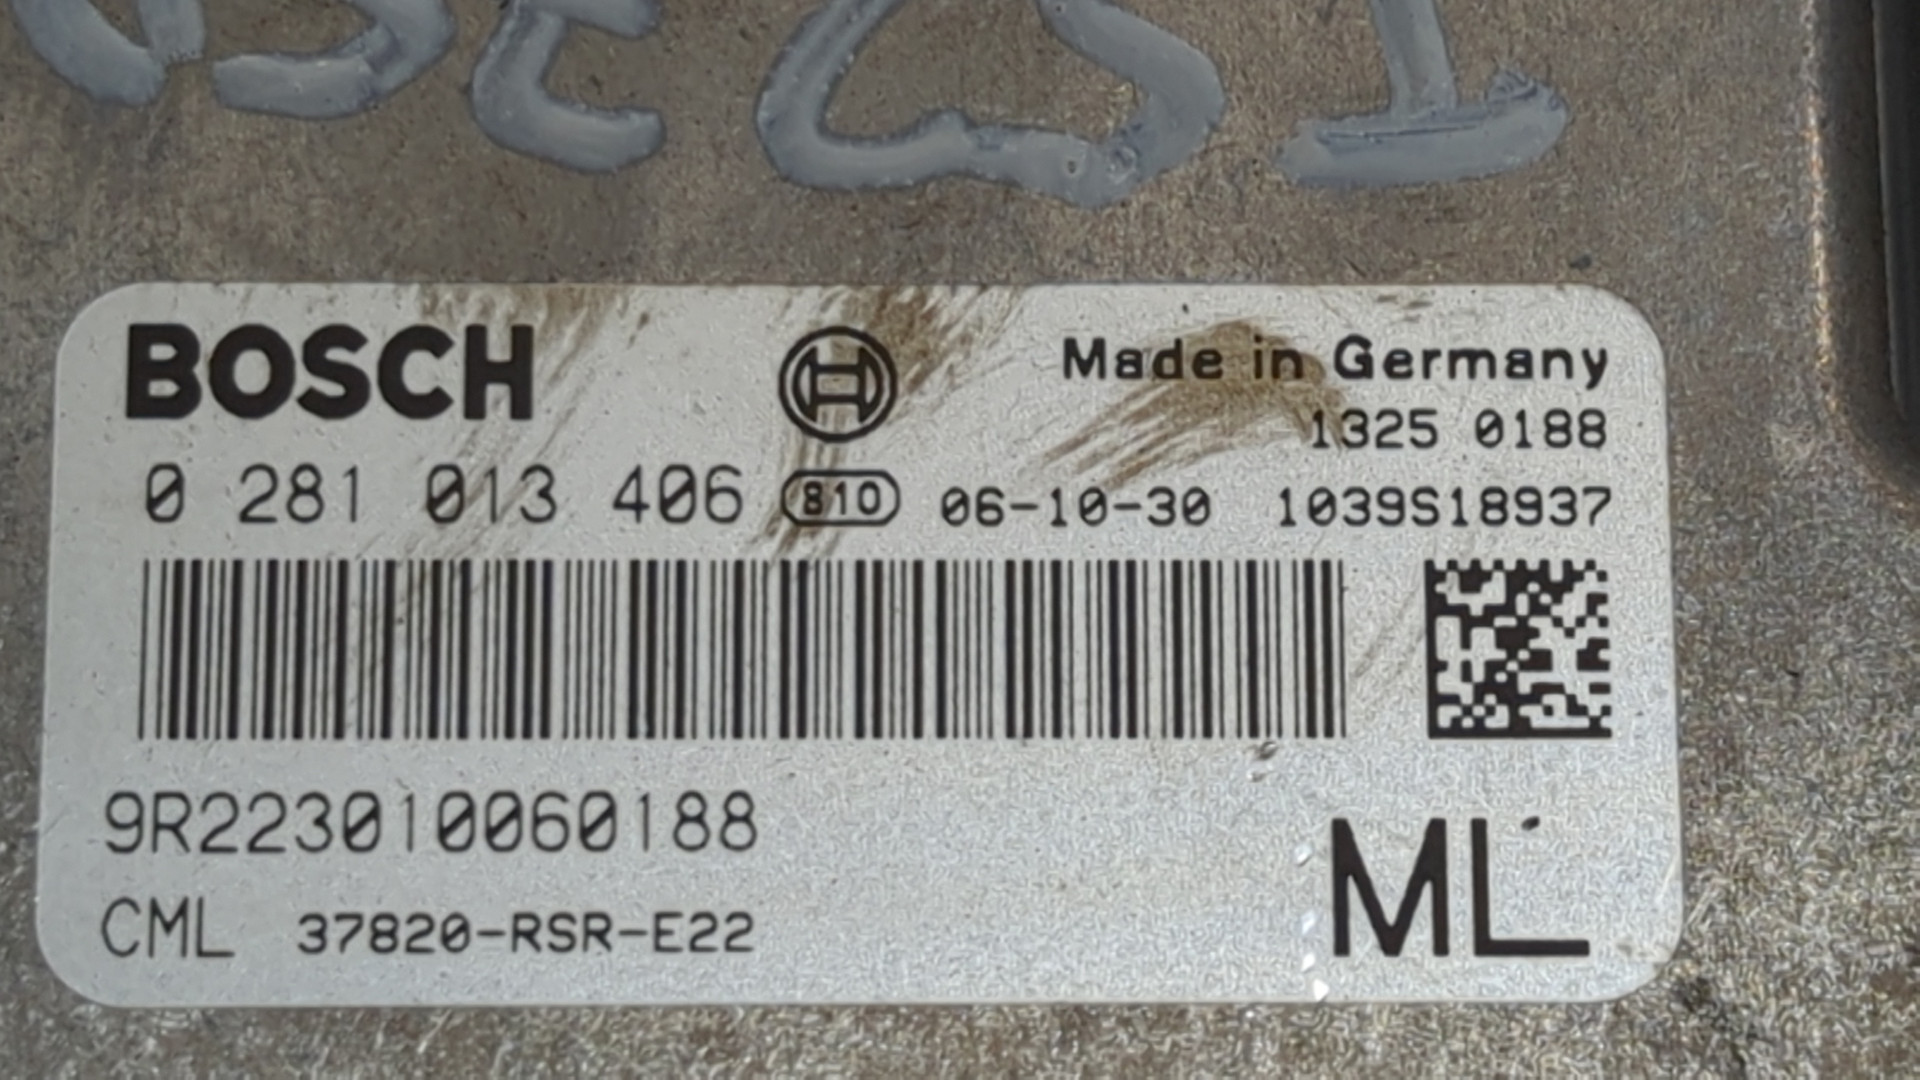 BOSCH
Made in Germany
1325 0188
0 281 013 406 810 06-10-30 1039S18937
9R223010060188
ML
CML 37820-RSR-E22